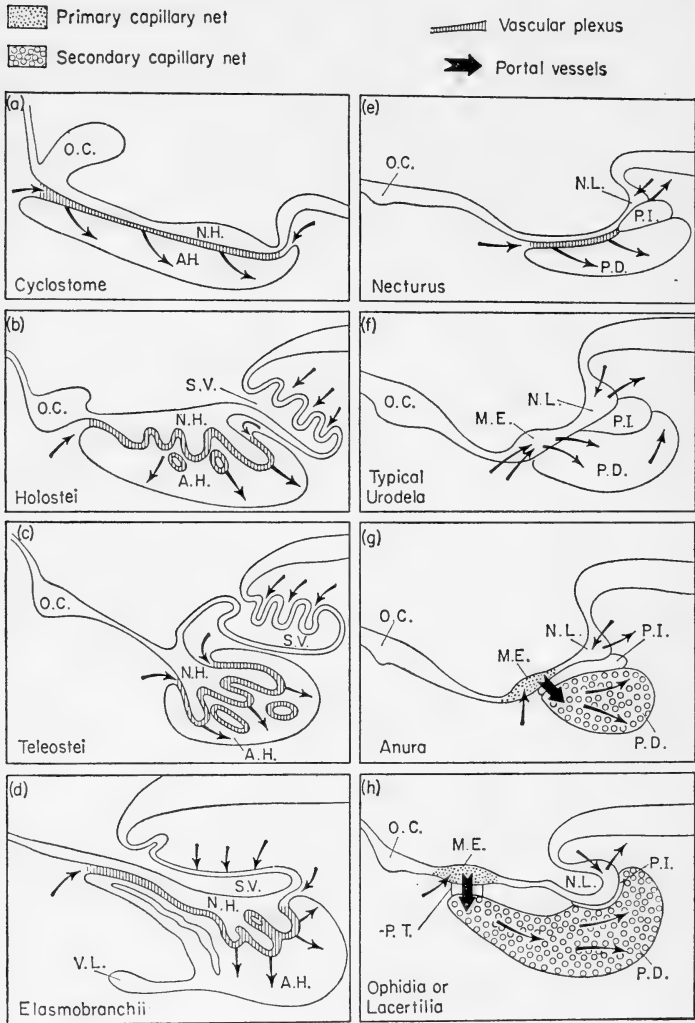 Primary capillary net
Secondary capillary net
Vascular plexus
Portal vessels
(a)
O.C.
N.H.
A.H.
Cyclostome
(b)
S.V.
O.C.
N.H.
A.H.
Holostei
(c)
O.C.
S.V.
N.H.
A.H.
Teleostei
(d)
S.V.
N.H.
V.L.
A.H.
Elasmobranchii
(e)
O.C.
N.L.
P.I.
P.D.
Necturus
(f)
O.C.
M.E.
N.L.
P.I.
P.D.
Typical
Urodela
(g)
O.C.
N.L.
P.I.
M.E.
P.D.
Anura
(h)
O.C.
M.E.
N.L.
P.I.
-P.T.
P.D.
Ophidia or
Lacertilia